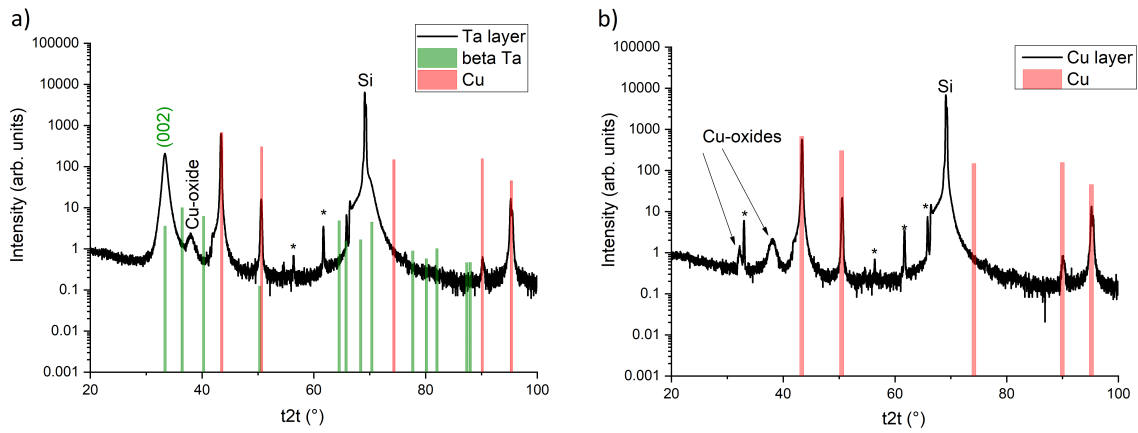 a)
Ta layer
beta Ta
Cu
Intensity (arb. units)
100000
10000
1000
100
10
1
0.1
0.01
0.001
(002)
Cu-oxide
*
*
Si
20
40
60
80
100
t2t (°)
b)
Cu layer
Cu
Intensity (arb. units)
100000
10000
1000
100
10
1
0.1
0.01
0.001
Cu-oxides
*
*
*
*
Si
20
40
60
80
100
t2t (°)